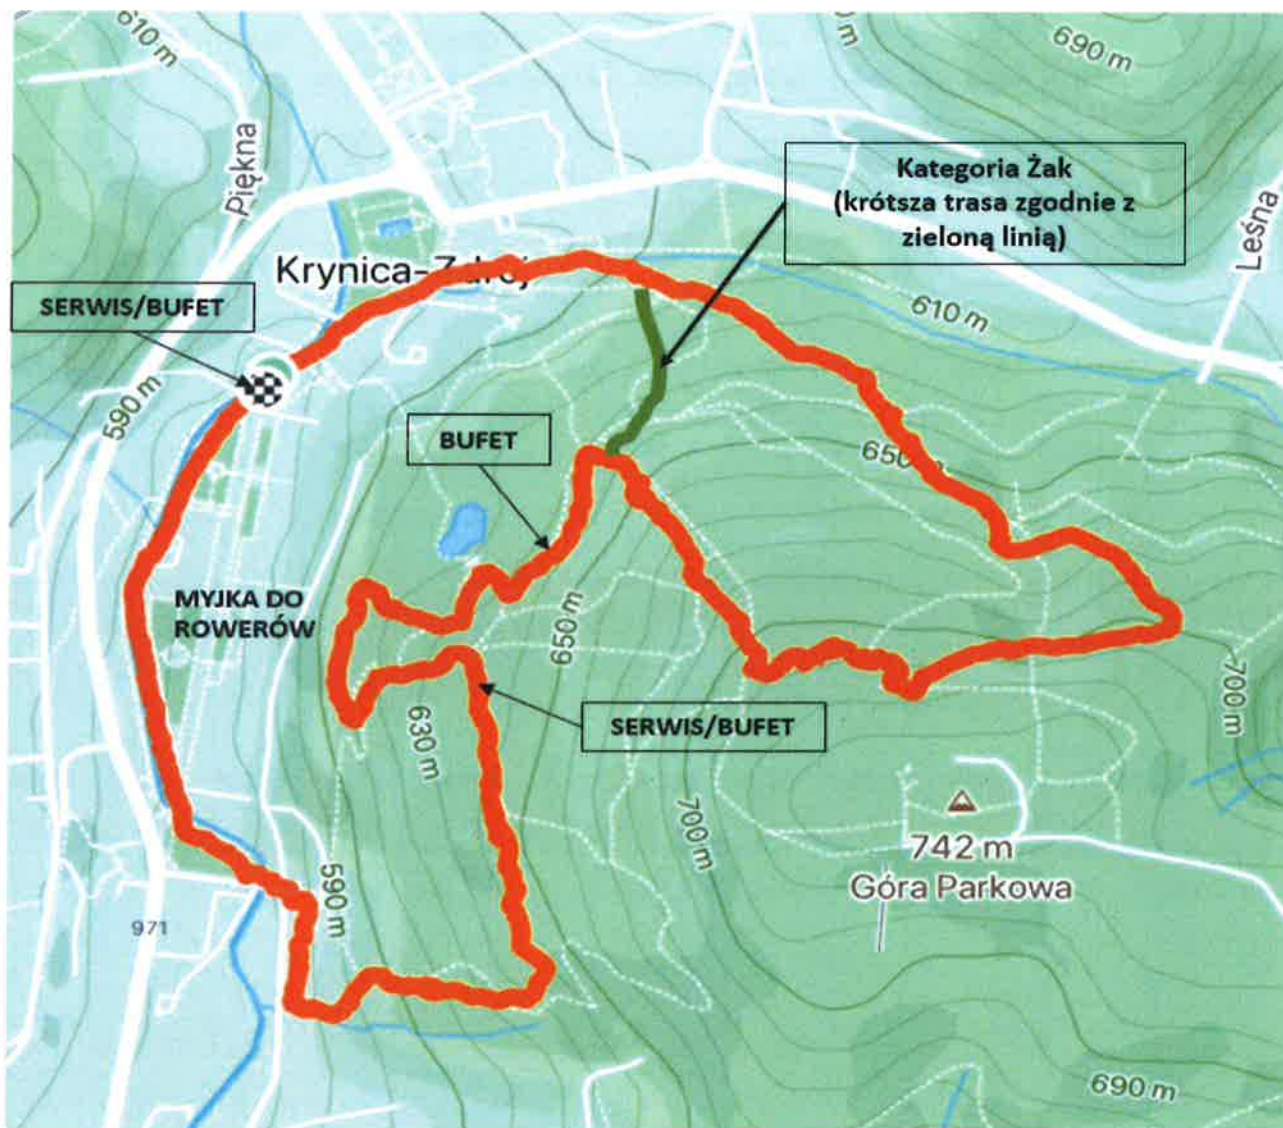 610 m
690 m
Piękna
Kategoria Żak
(krótsza trasa zgodnie z
zieloną linią)
Leśna
Krynica-Zdrój
SERWIS/BUFET
610 m
590 m
BUFET
650 m
MYJKA DO
ROWERÓW
650 m
SERWIS/BUFET
630 m
700 m
700 m
742 m
Góra Parkowa
590 m
971
690 m